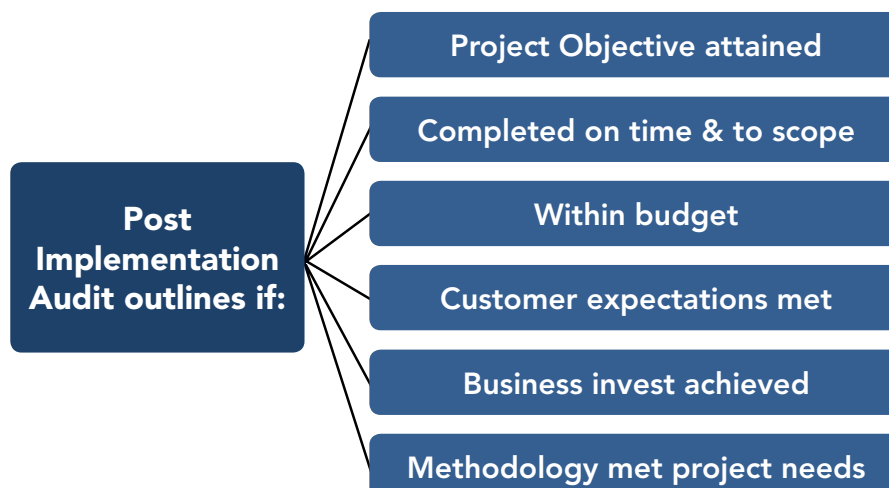 Post
Implementation
Audit outlines if:
Project Objective attained
Completed on time & to scope
Within budget
Customer expectations met
Business invest achieved
Methodology met project needs